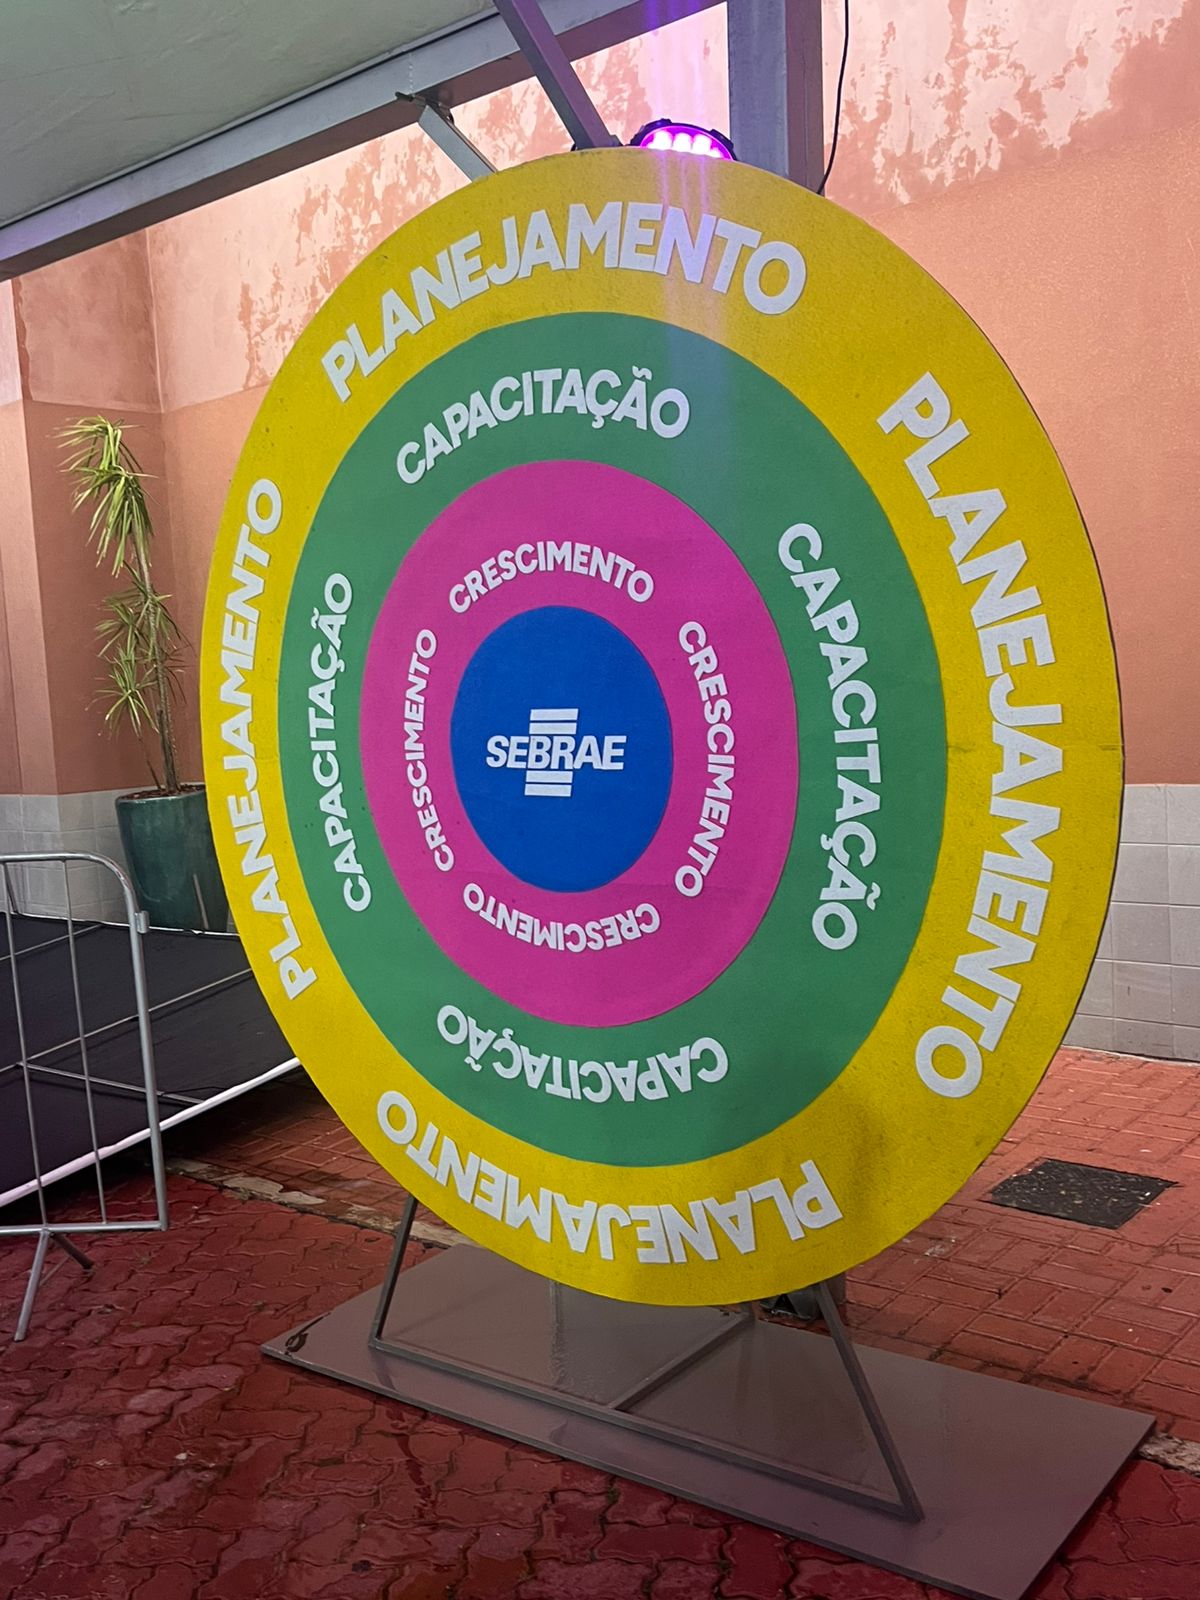 PLANEJAMENTO
PLANEJAMENTO
PLANEJAMENTO
PLANEJAMENTO
CAPACITAÇÃO
CAPACITAÇÃO
CAPACITAÇÃO
CAPACITAÇÃO
CRESCIMENTO
CRESCIMENTO
CRESCIMENTO
CRESCIMENTO
SEBRAE